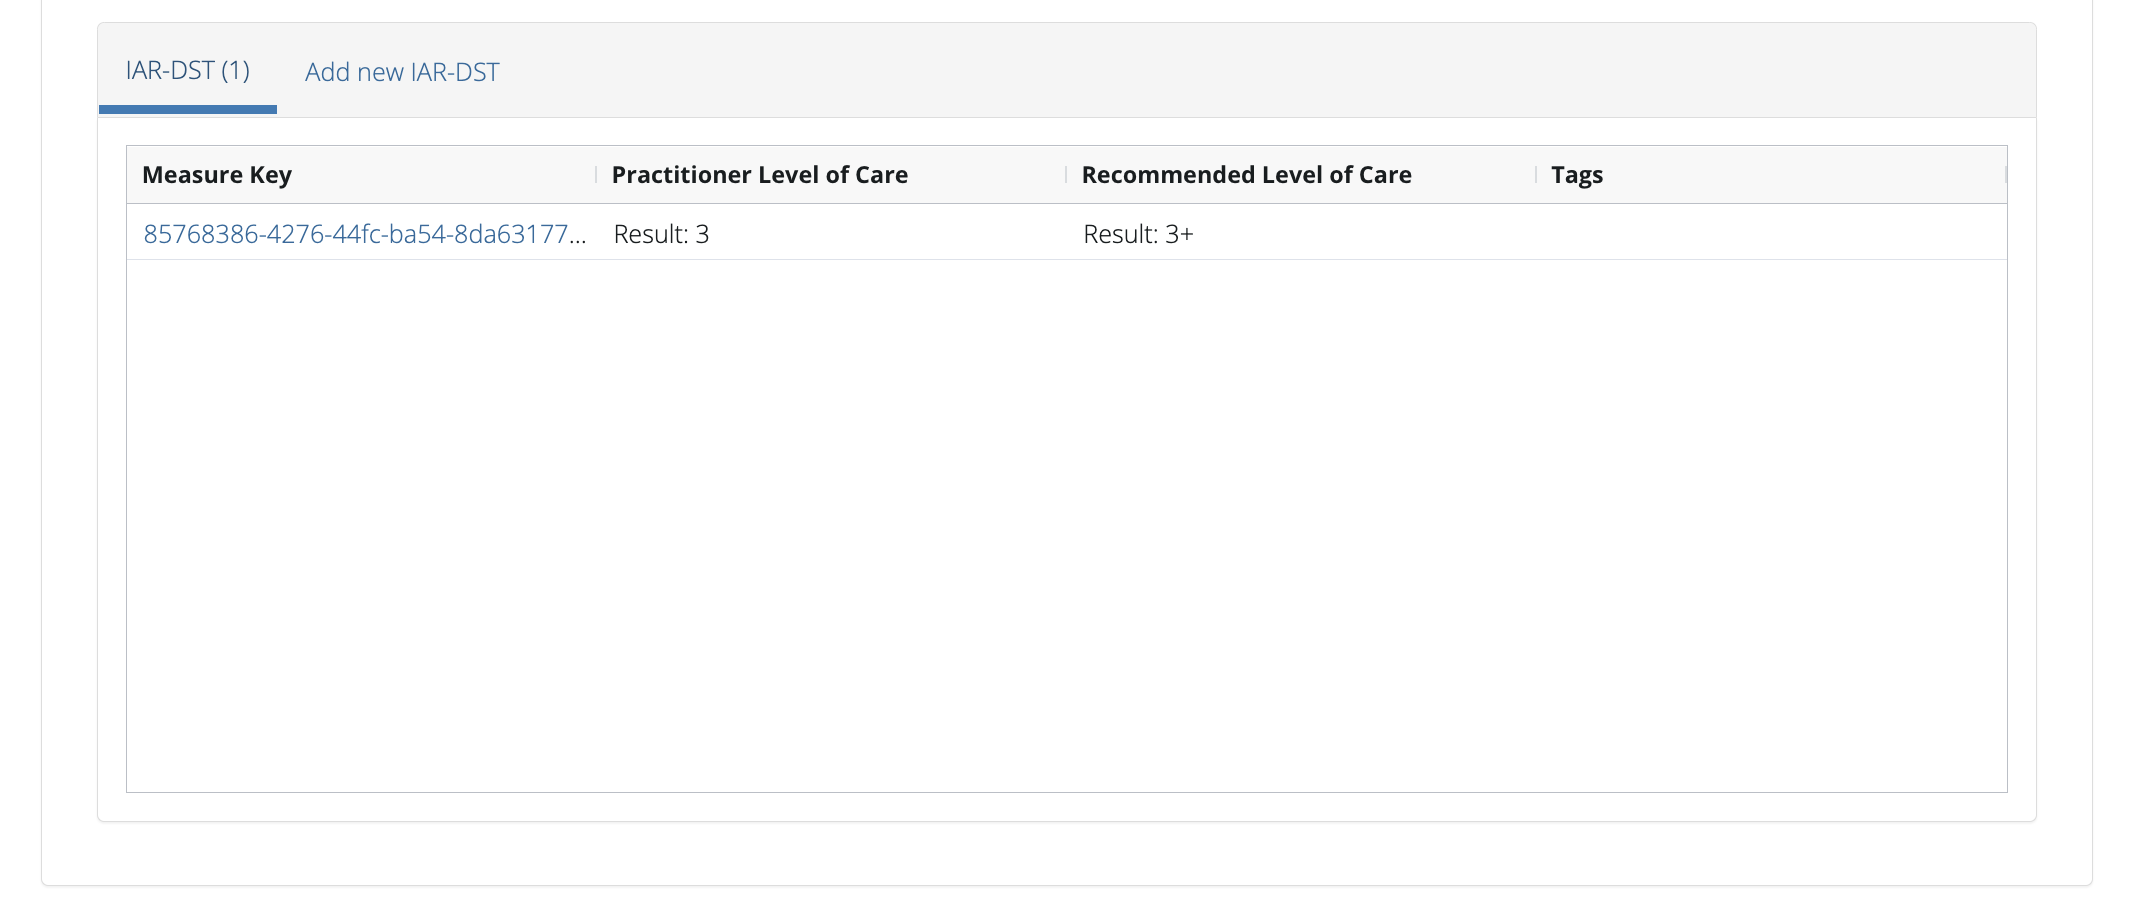 IAR-DST (1) Add new IAR-DST
Measure Key Practitioner Level of Care Recommended Level of Care Tags
85768386-4276-44fc-ba54-8da63177... Result: 3 Result: 3+